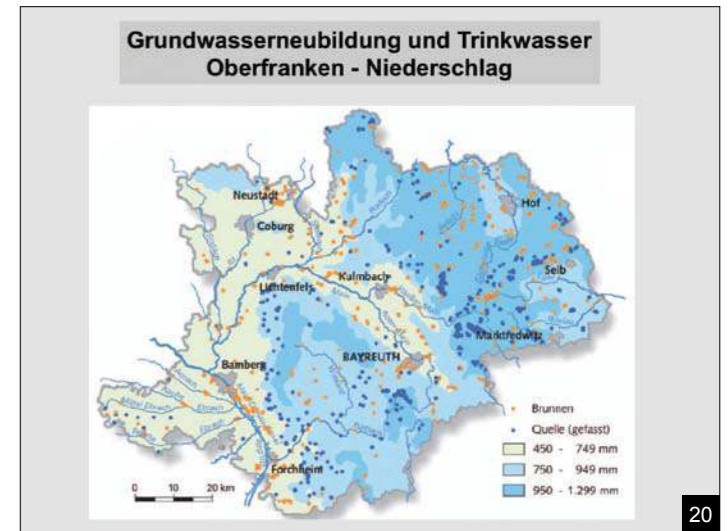 Grundwasserneubildung und Trinkwasser
Oberfranken - Niederschlag
Neustadt
Coburg
Hof
Kulmbach
Selb
Lichtenfels
Main
Marktredwitz
BAYREUTH
Bamberg
Forchheim
Brunnen
Quelle (gefasst)
450 - 749 mm
750 - 949 mm
950 - 1.299 mm
0 10 20 km
20